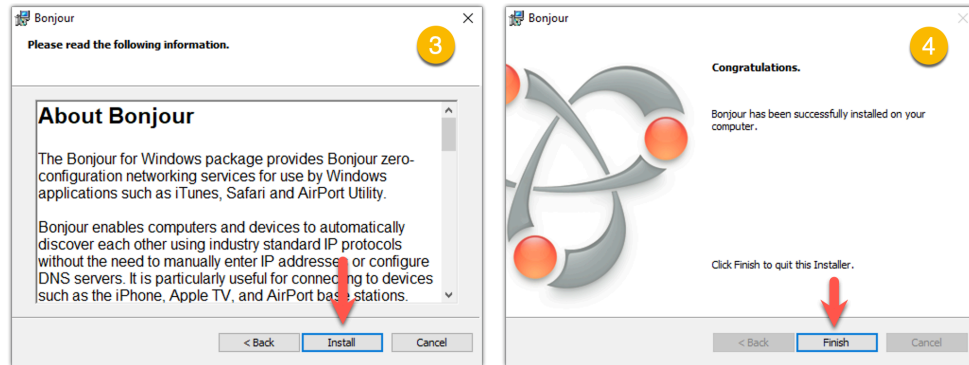 Bonjour
Please read the following information.
3
About Bonjour
The Bonjour for Windows package provides Bonjour zero-
configuration networking services for use by Windows
applications such as iTunes, Safari and AirPort Utility.
Bonjour enables computers and devices to automatically
discover each other using industry standard IP protocols
without the need to manually enter IP addresses or configure
DNS servers. It is particularly useful for connecting to devices
such as the iPhone, Apple TV, and AirPort base stations.
< Back Install Cancel
Bonjour
4
Congratulations.
Bonjour has been successfully installed on your
computer.
Click Finish to quit this Installer.
< Back Finish Cancel